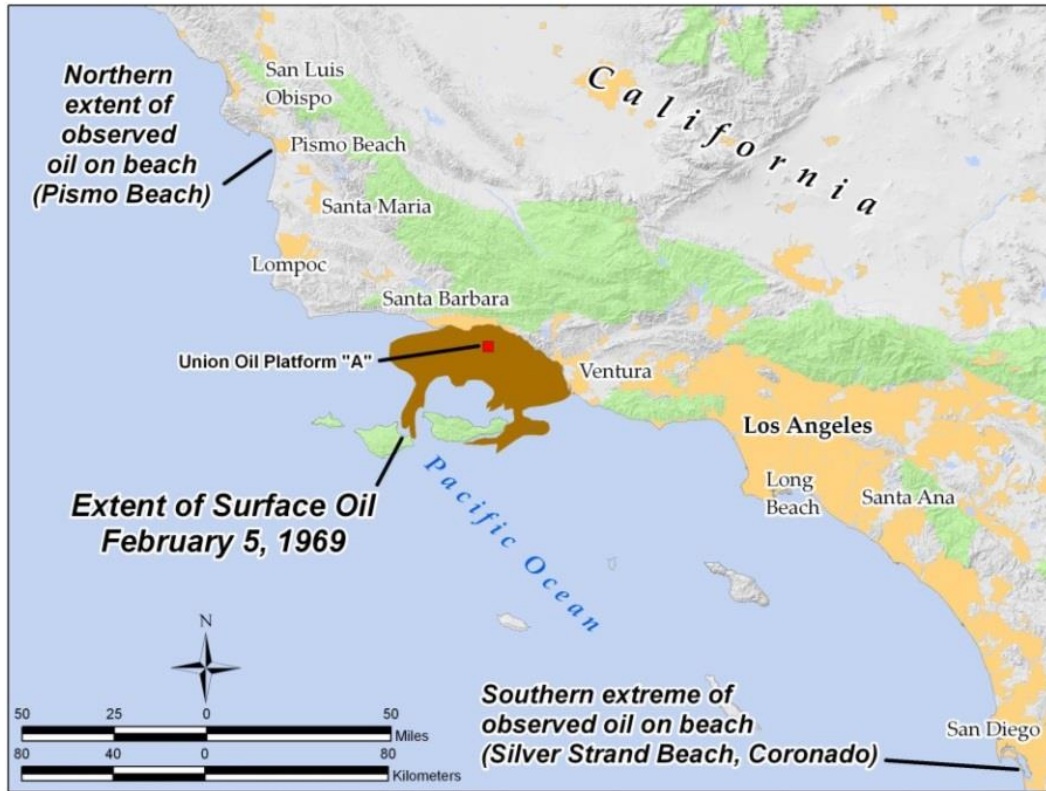 Northern
extent of
observed
oil on beach
(Pismo Beach)
San Luis
Obispo
Pismo Beach
Santa Maria
Lompoc
Santa Barbara
California
Union Oil Platform "A"
Ventura
Los Angeles
Long
Beach
Santa Ana
Extent of Surface Oil
February 5, 1969
Pacific Ocean
N
50 25 0 50
Miles
80 40 0 80
Kilometers
Southern extreme of
observed oil on beach
(Silver Strand Beach, Coronado)
San Diego